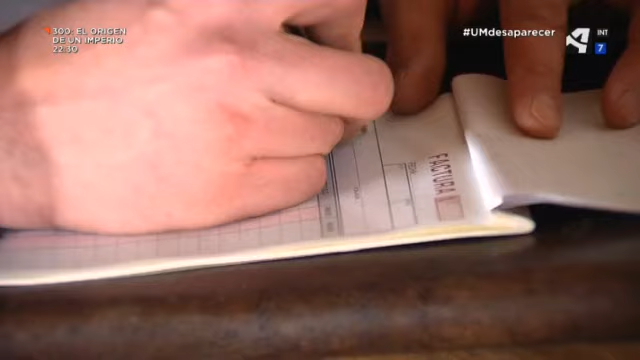 300: EL ORIGEN
DE UN IMPERIO
22:30
#UMdesaparecer
INT
7
FACTURA